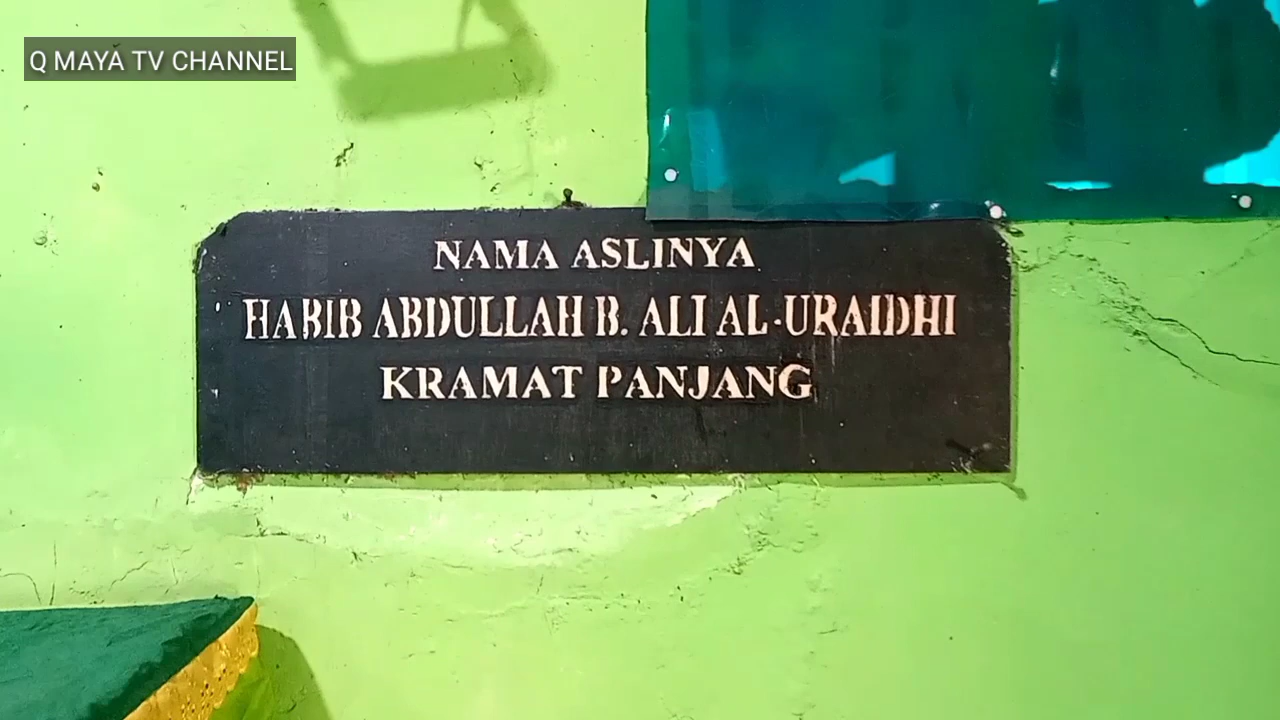 Q MAYA TV CHANNEL
NAMA ASLINYA
HABIB ABDULLAH B. ALI AL-URAIDHI
KRAMAT PANJANG